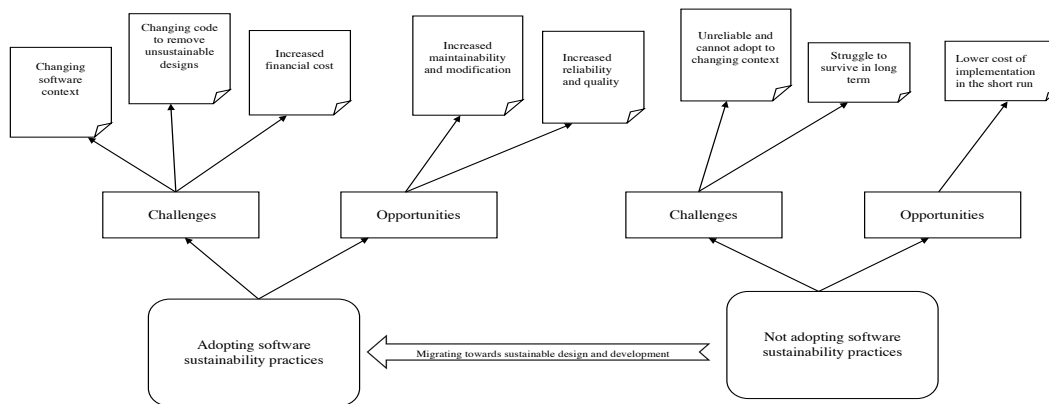 Changing
software
context
Changing code
to remove
unsustainable
designs
Increased
financial cost
Increased
maintainability
and modification
Increased
reliability
and quality
Unreliable and
cannot adopt to
changing context
Struggle to
survive in long
term
Lower cost of
implementation
in the short run
Challenges
Opportunities
Challenges
Opportunities
Adopting software
sustainability practices
Migrating towards sustainable design and development
Not adopting software
sustainability practices